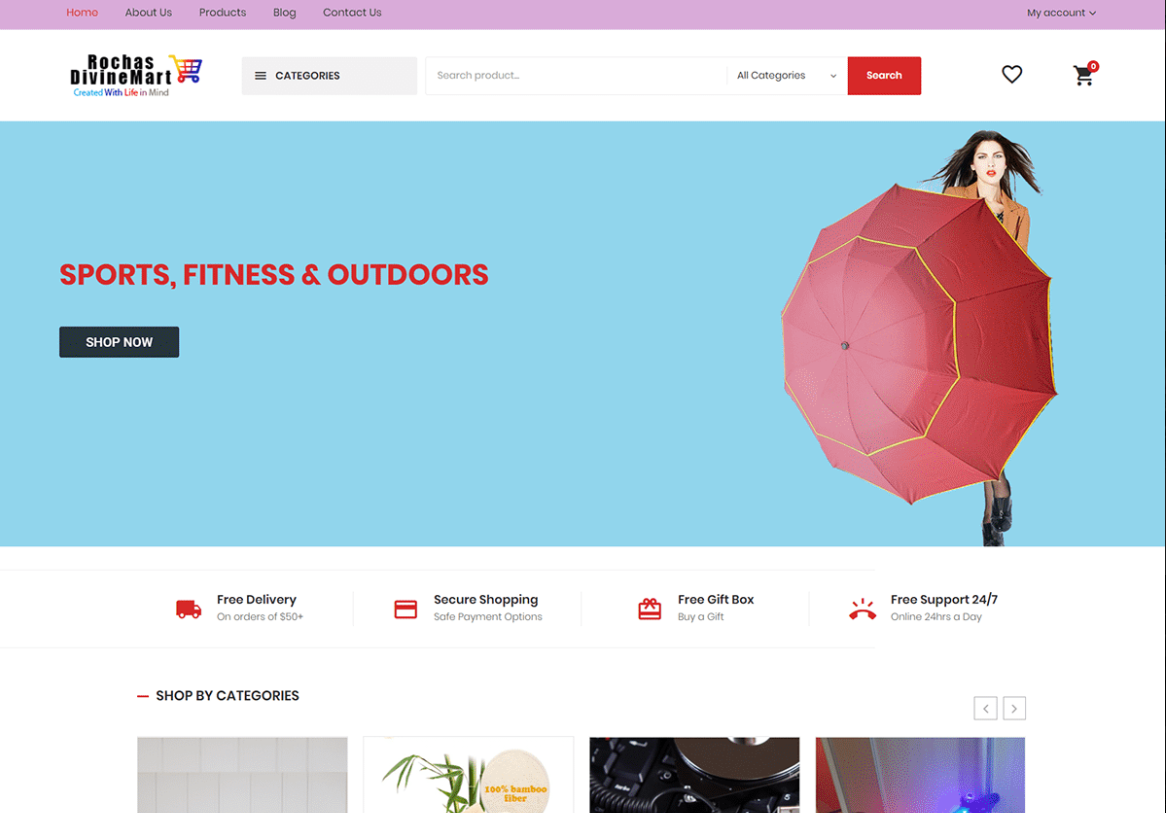 Home About Us Products Blog Contact Us My account
Rochas
DivineMart
Created With Life in Mind
CATEGORIES
Search product...
All Categories
Search
0
SPORTS, FITNESS & OUTDOORS
SHOP NOW
Free Delivery
On orders of $50+
Secure Shopping
Safe Payment Options
Free Gift Box
Buy a Gift
Free Support 24/7
Online 24hrs a Day
SHOP BY CATEGORIES
100% bamboo
fiber